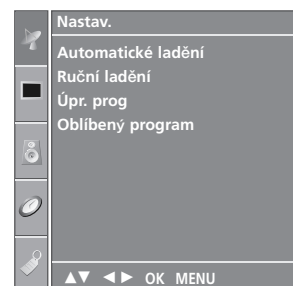 Nastav.
Automatické ladění
Ruční ladění
Úpr. prog
Oblíbený program
▲▼ ◄► OK MENU